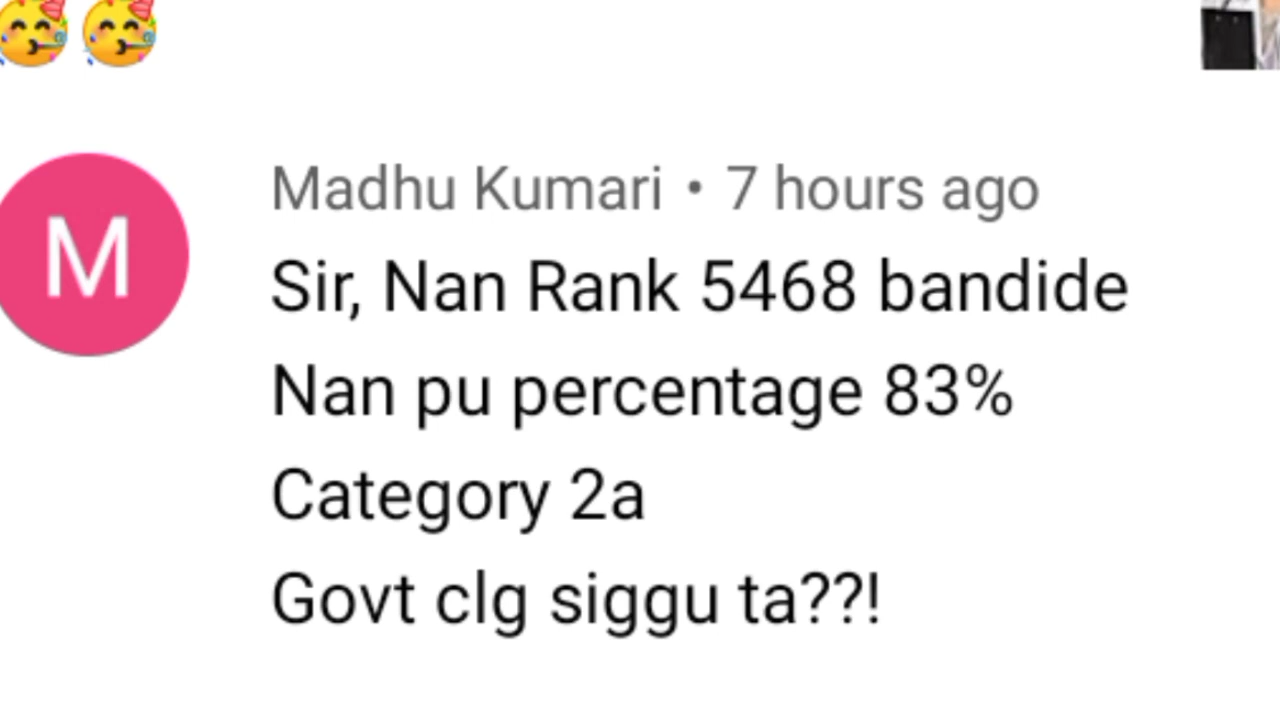 Madhu Kumari • 7 hours ago
M
Sir, Nan Rank 5468 bandide
Nan pu percentage 83%
Category 2a
Govt clg siggu ta??!